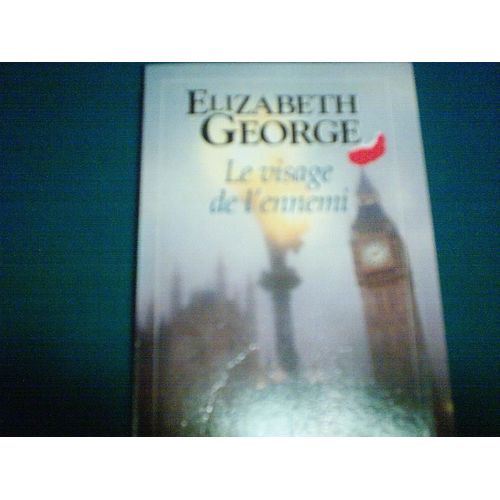 ELIZABETH
GEORGE
Le visage
de l'ennemi